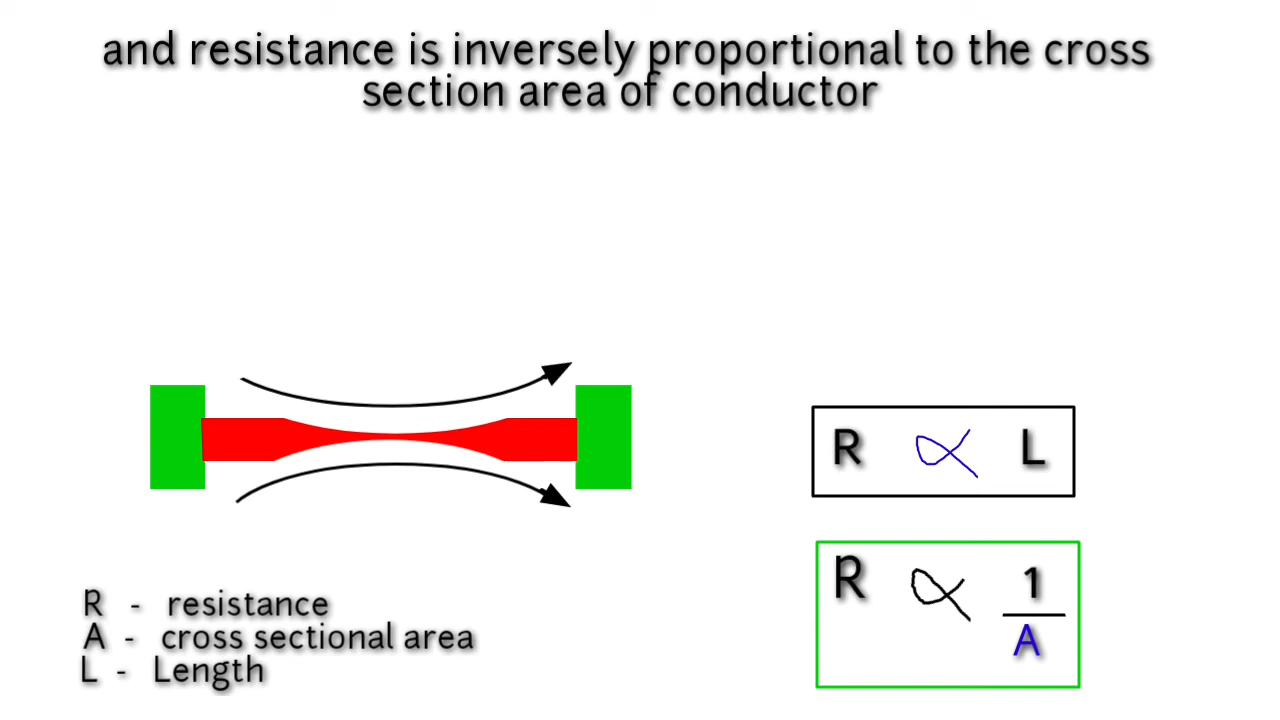 and resistance is inversely proportional to the cross
section area of conductor
R ∝ L
R ∝ 1
A
R - resistance
A - cross sectional area
L - Length